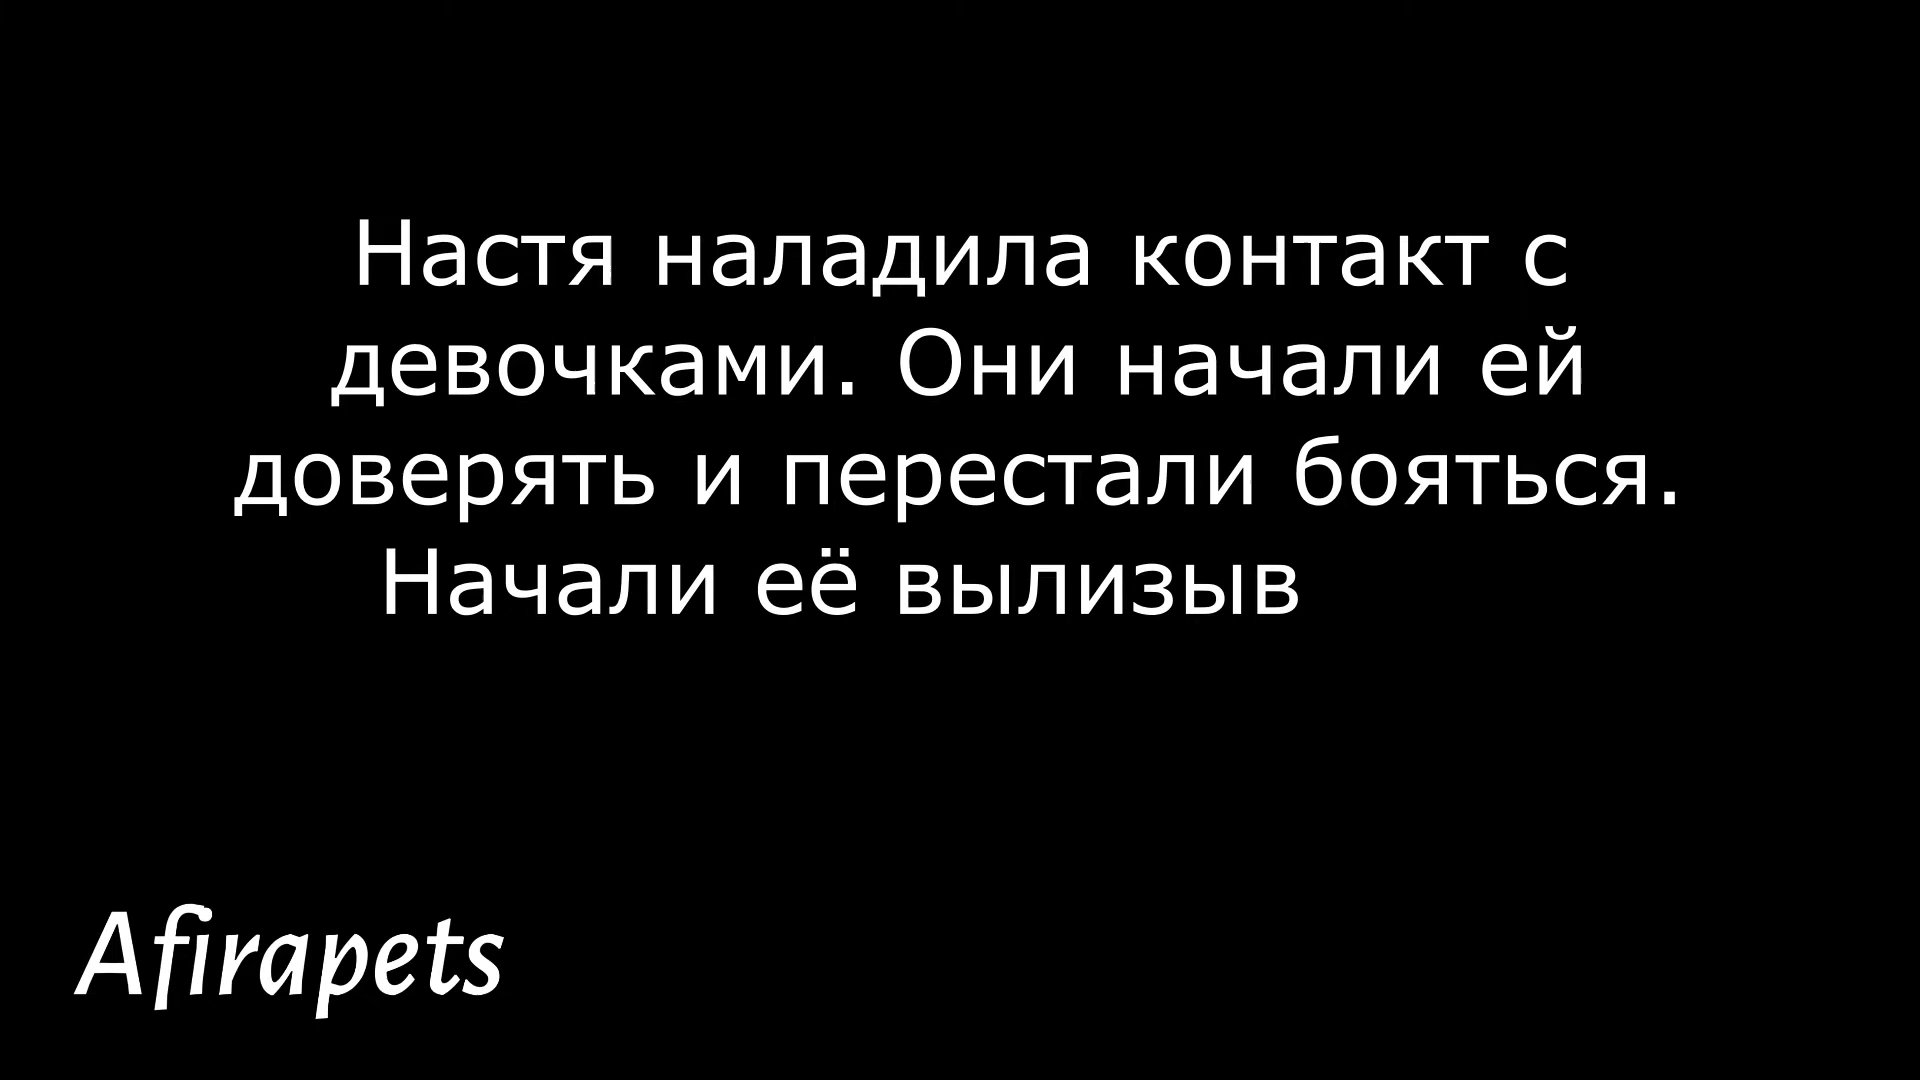 Настя наладила контакт с
девочками. Они начали ей
доверять и перестали бояться.
Начали её вылизыв
Afirapets